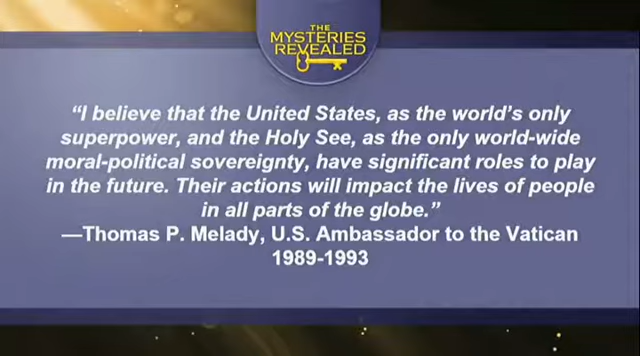 THE
MYSTERIES
REVEALED
“I believe that the United States, as the world’s only
superpower, and the Holy See, as the only world-wide
moral-political sovereignty, have significant roles to play
in the future. Their actions will impact the lives of people
in all parts of the globe.”
—Thomas P. Melady, U.S. Ambassador to the Vatican
1989-1993